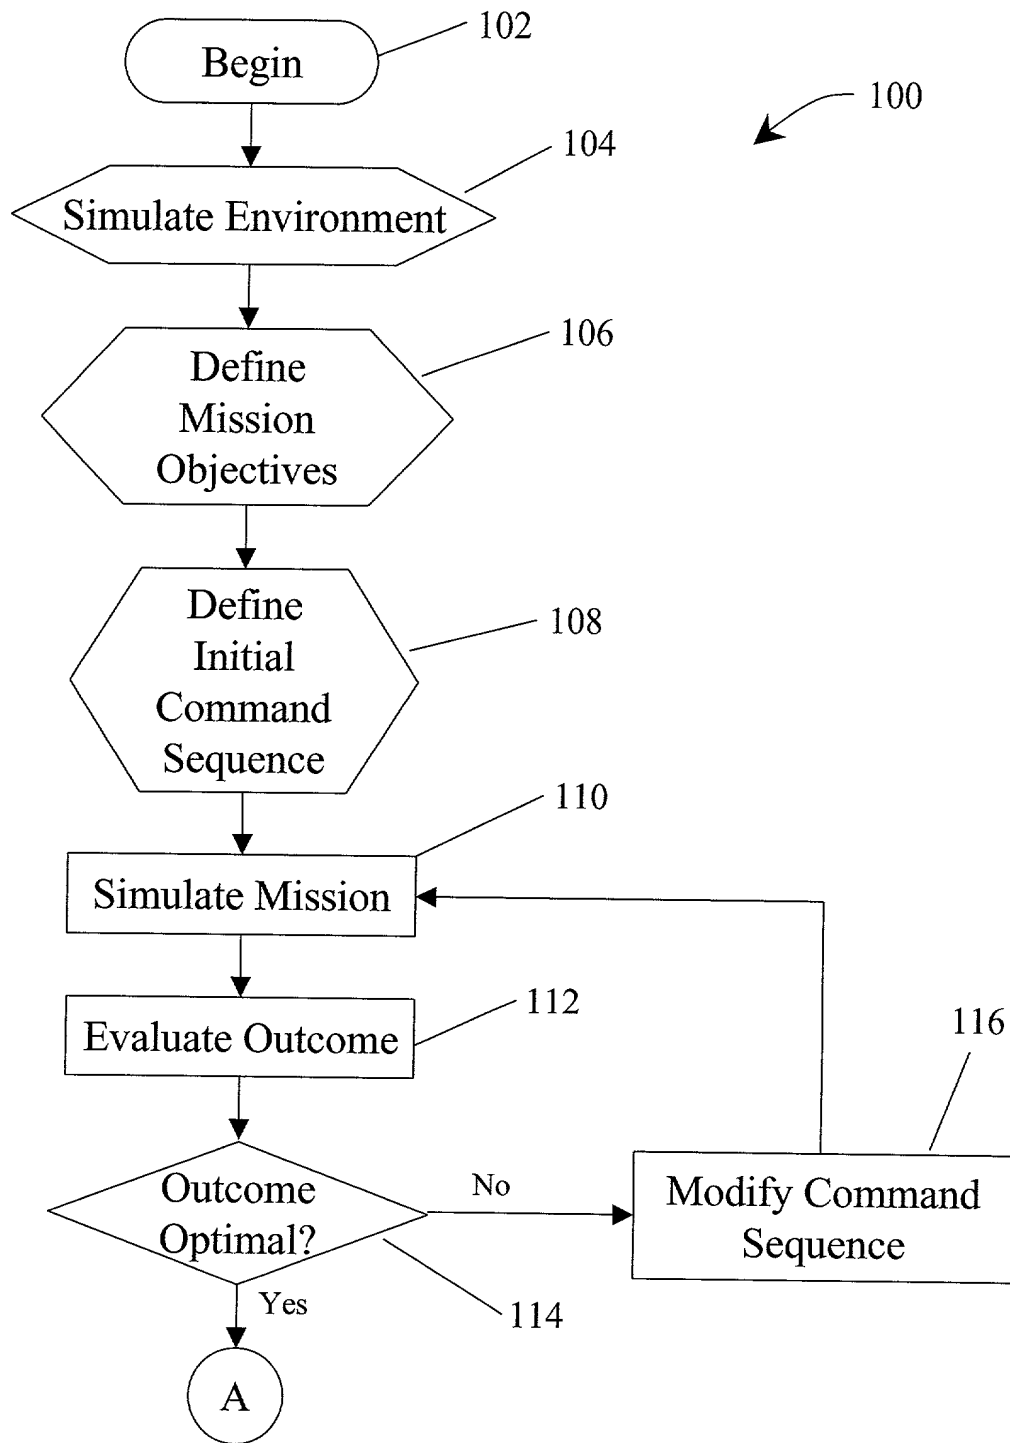 102
Begin
100
104
Simulate Environment
106
Define
Mission
Objectives
Define
108
Initial
Command
Sequence
110
Simulate Mission
112
Evaluate Outcome
116
Outcome
Optimal?
No
Modify Command
Sequence
Yes
114
A